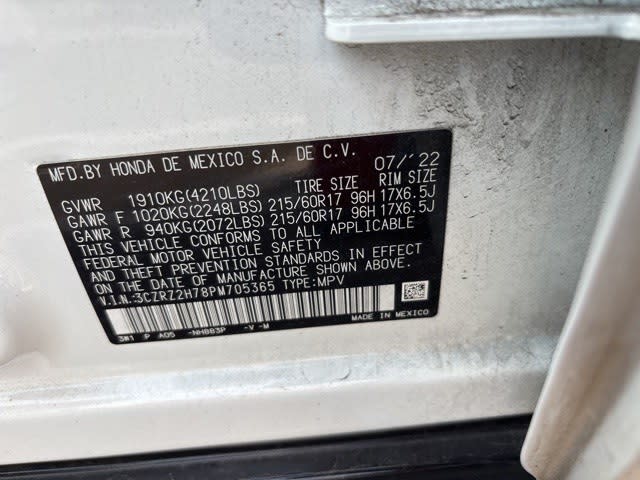 MFD.BY HONDA DE MEXICO S.A. DE C.V. 07/'22
GVWR 1910KG(4210LBS) TIRE SIZE RIM SIZE
GAWR F 1020KG(2248LBS) 215/60R17 96H 17X6.5J
GAWR R 940KG(2072LBS) 215/60R17 96H 17X6.5J
THIS VEHICLE CONFORMS TO ALL APPLICABLE
FEDERAL MOTOR VEHICLE SAFETY
AND THEFT PREVENTION STANDARDS IN EFFECT
ON THE DATE OF MANUFACTURE SHOWN ABOVE.
V.I.N:3CZRZ2H78PM705365 TYPE:MPV
3W1 P A05 -NH883P -V -M MADE IN MEXICO